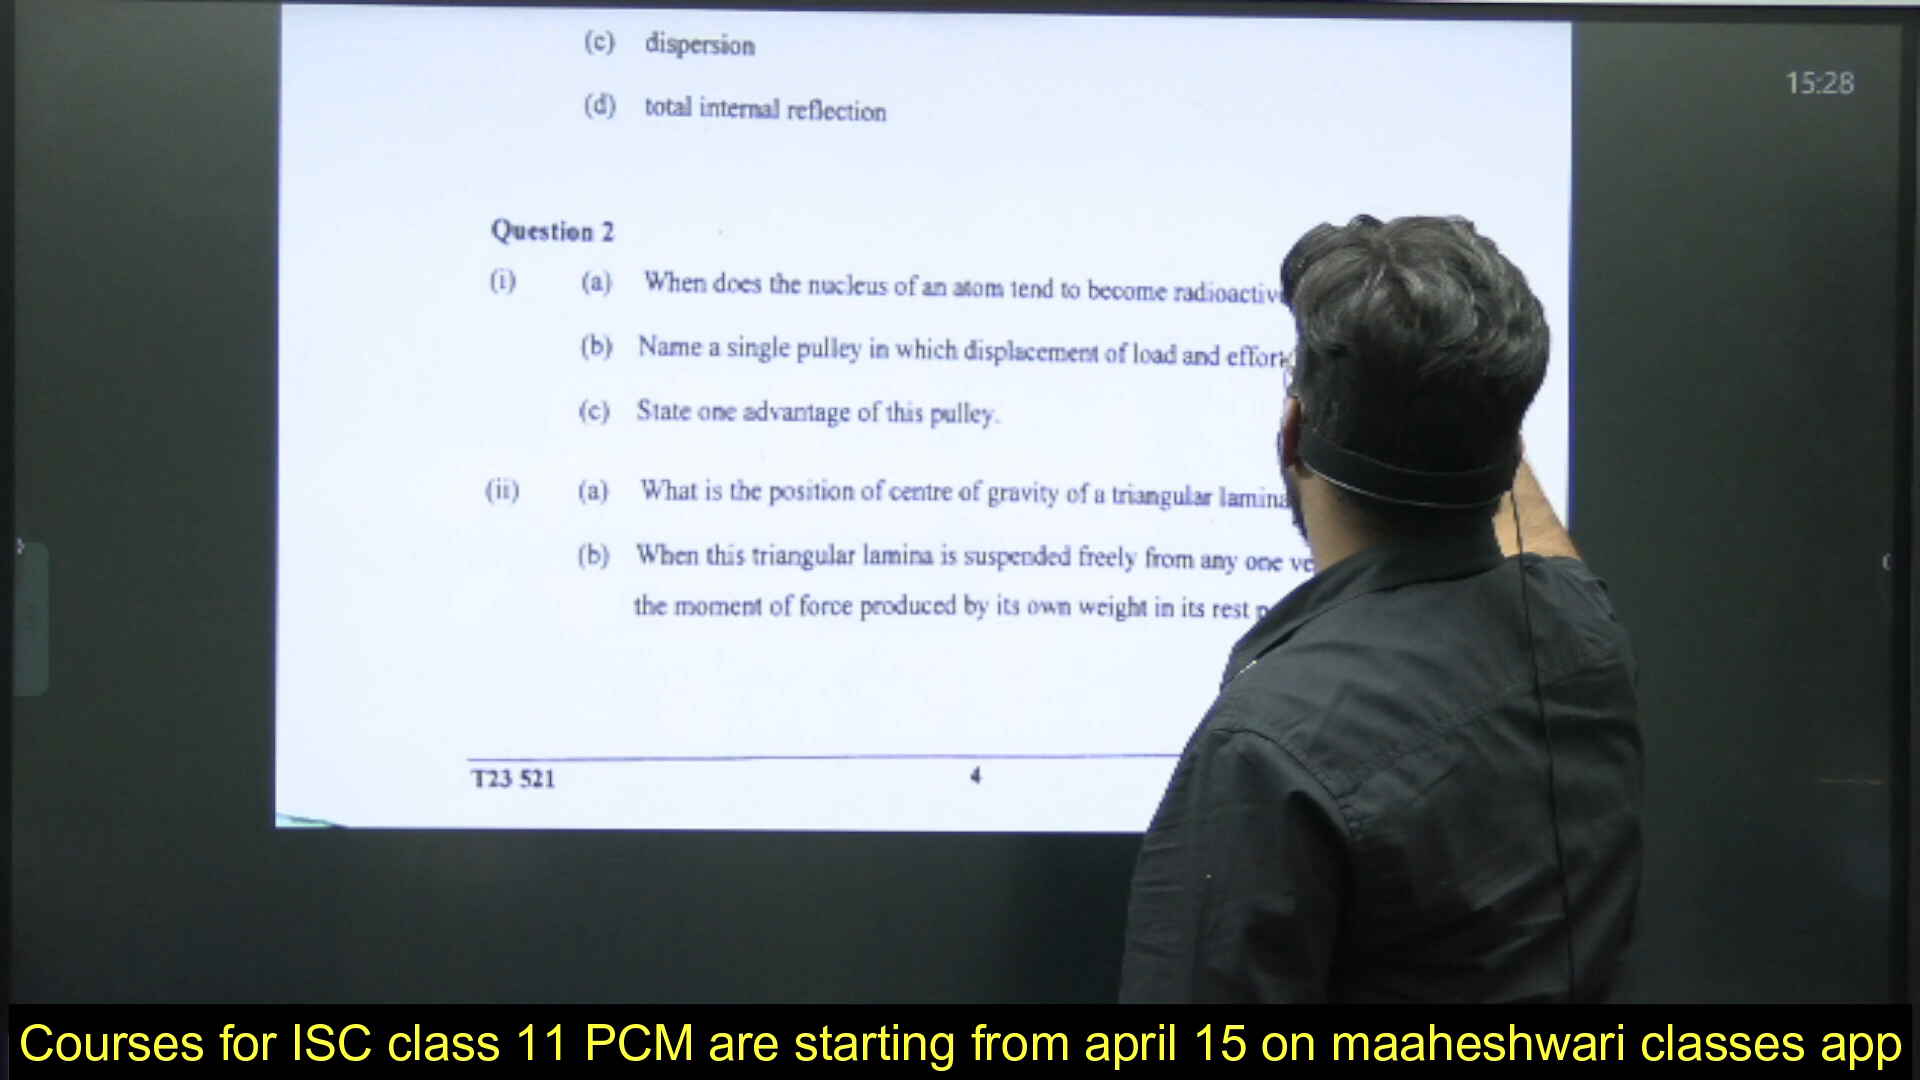 (c) dispersion
15:28
(d) total internal reflection
Question 2
(i) (a) When does the nucleus of an atom tend to become
(b) Name a single pulley in which displacement of load and effort
(c) State one advantage of this pulley.
(ii) (a) What is the position of centre of gravity of a triangular lamina
(b) When this triangular lamina is suspended freely from any one
the moment of force produced by its own weight in its rest
T23 521 4
Courses for ISC class 11 PCM are starting from april 15 on maaheshwari classes app